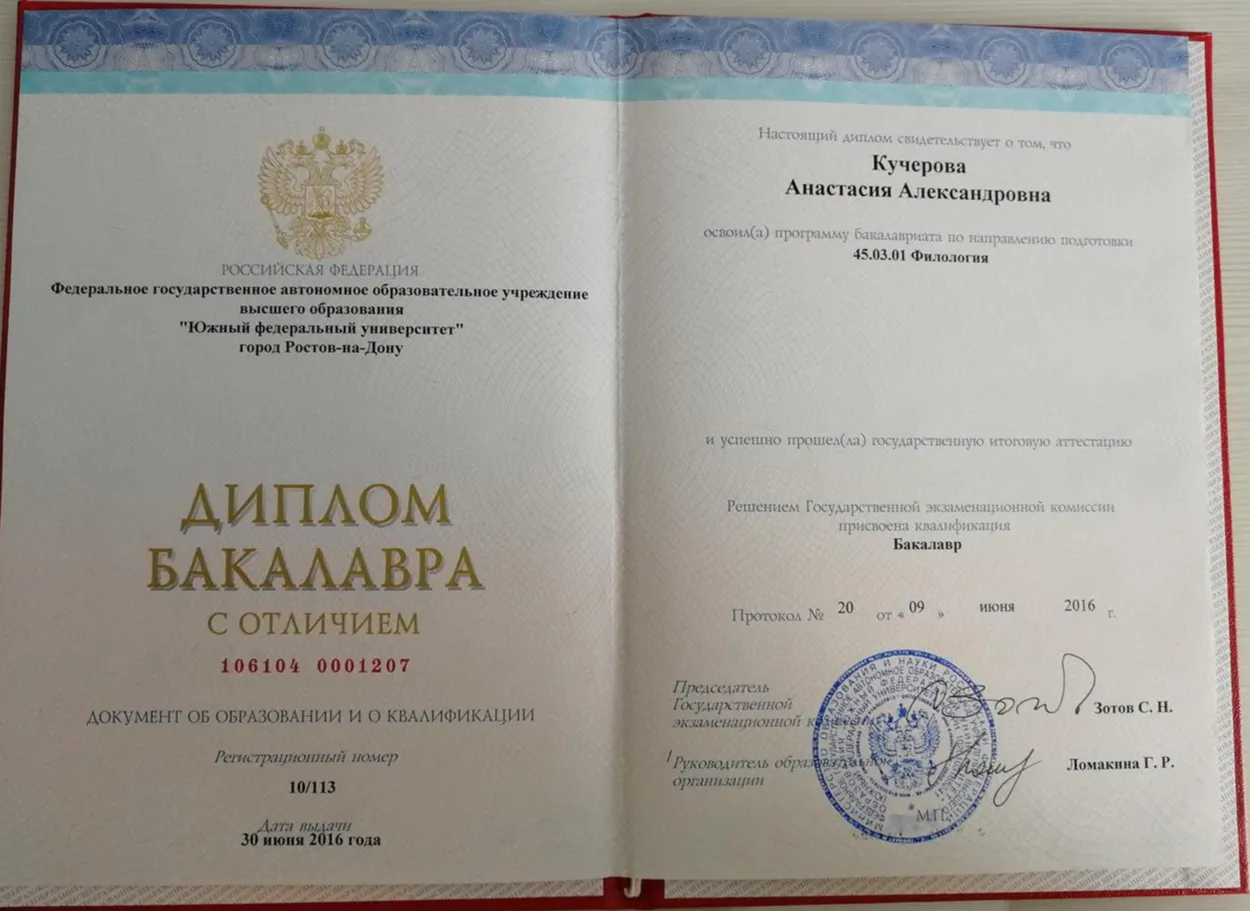 РОССИЙСКАЯ ФЕДЕРАЦИЯ
Федеральное государственное автономное образовательное учреждение
высшего образования
"Южный федеральный университет"
город Ростов-на-Дону
ДИПЛОМ
БАКАЛАВРА
С ОТЛИЧИЕМ
106104 0001207
ДОКУМЕНТ ОБ ОБРАЗОВАНИИ И О КВАЛИФИКАЦИИ
Регистрационный номер
10/113
Дата выдачи
30 июня 2016 года
Настоящий диплом свидетельствует о том, что
Кучерова
Анастасия Александровна
освоил(а) программу бакалавриата по направлению подготовки
45.03.01 Филология
и успешно прошел(ла) государственную итоговую аттестацию
Решением Государственной экзаменационной комиссии
присвоена квалификация
Бакалавр
Протокол № 20 от « 09 » июня 2016 г.
Председатель
Государственной
экзаменационной
Зотов С. Н.
Руководитель
организации
Ломакина Г. Р.
М.П.